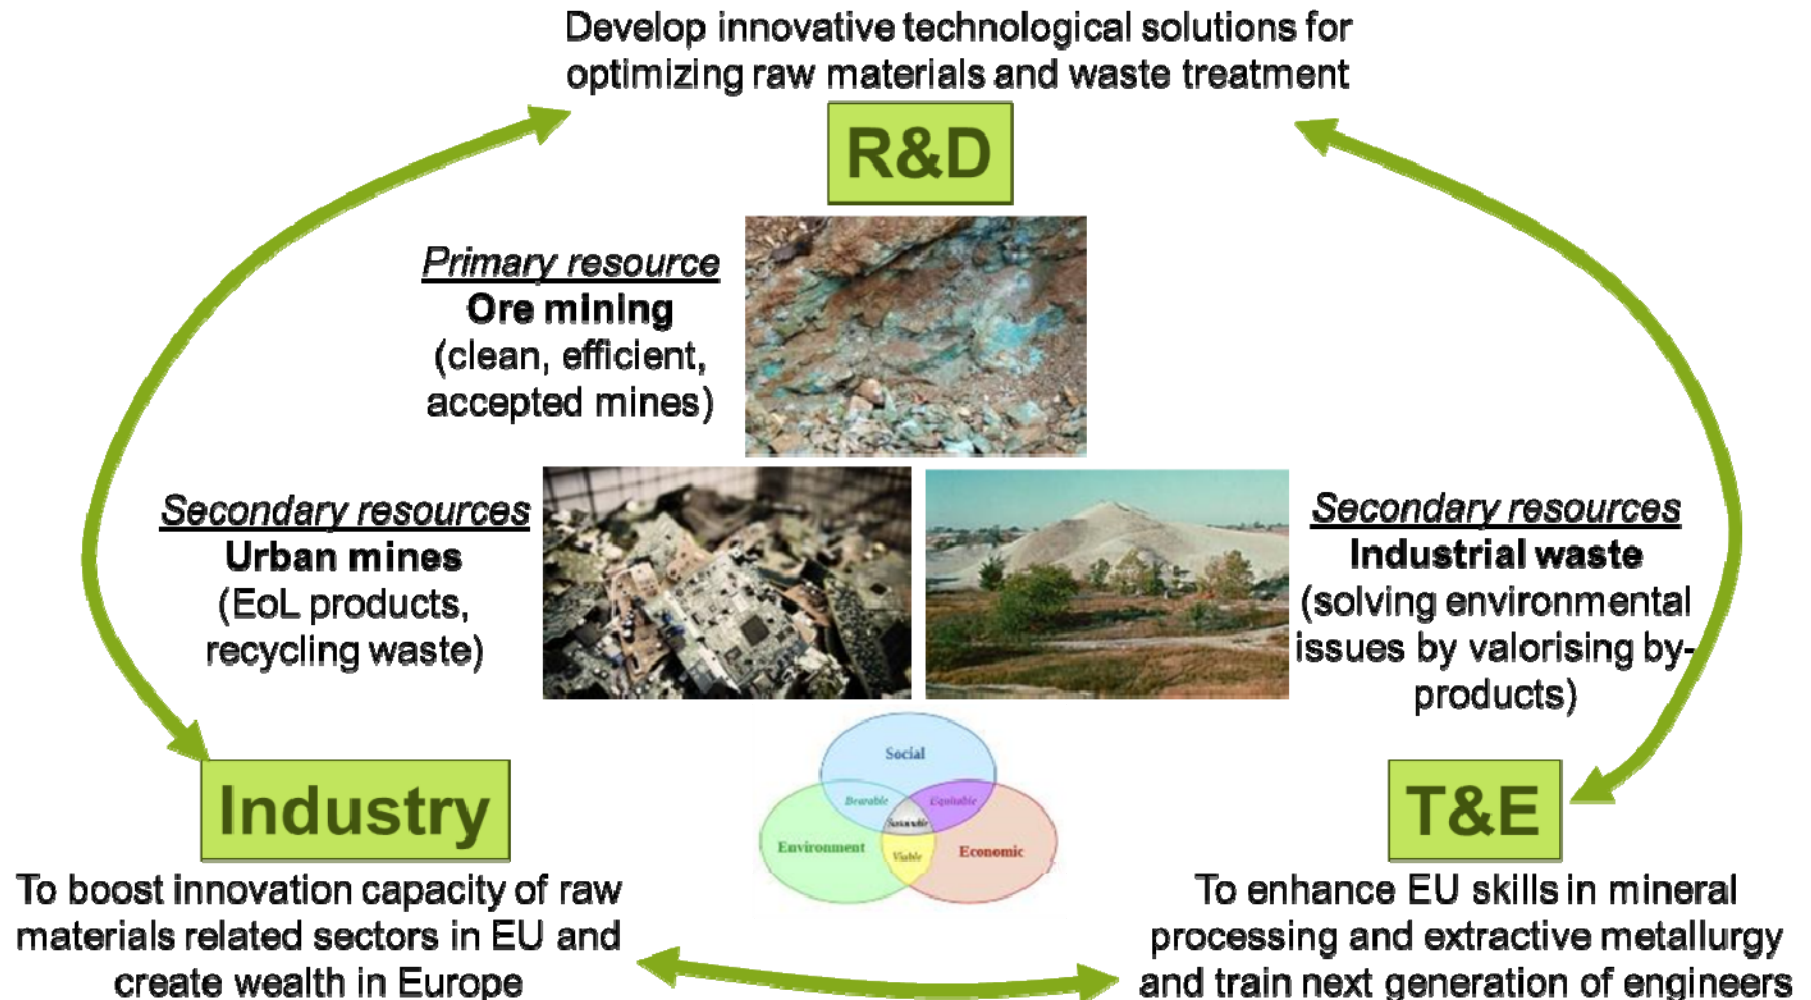 Develop innovative technological solutions for
optimizing raw materials and waste treatment
R&D
Primary resource
Ore mining
(clean, efficient,
accepted mines)
Secondary resources
Urban mines
(EoL products,
recycling waste)
Secondary resources
Industrial waste
(solving environmental
issues by valorising by-
products)
Social
Bearable
Equitable
Sustainable
Environment
Viable
Economic
Industry
To boost innovation capacity of raw
materials related sectors in EU and
create wealth in Europe
T&E
To enhance EU skills in mineral
processing and extractive metallurgy
and train next generation of engineers